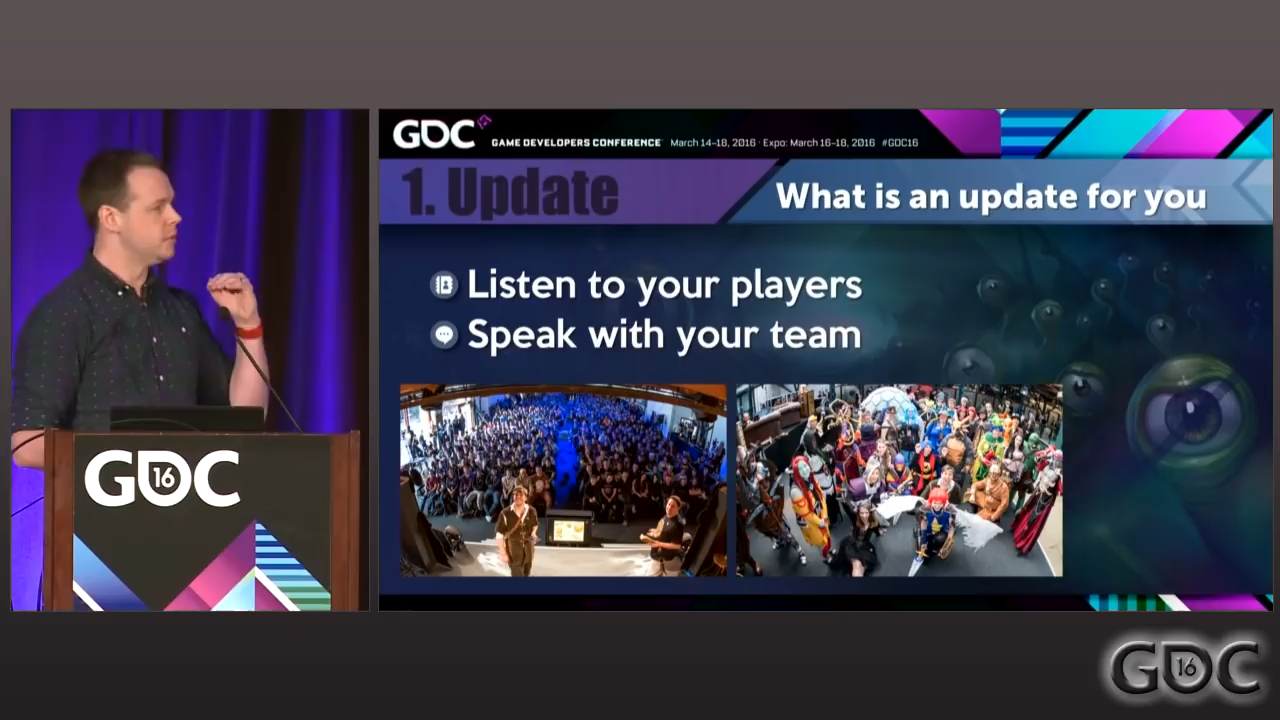 GDC
GAME DEVELOPERS CONFERENCE March 14-18, 2016 · Expo: March 16-18, 2016 #GDC16
1. Update
What is an update for you
Listen to your players
Speak with your team
GDC
16
GDC
16